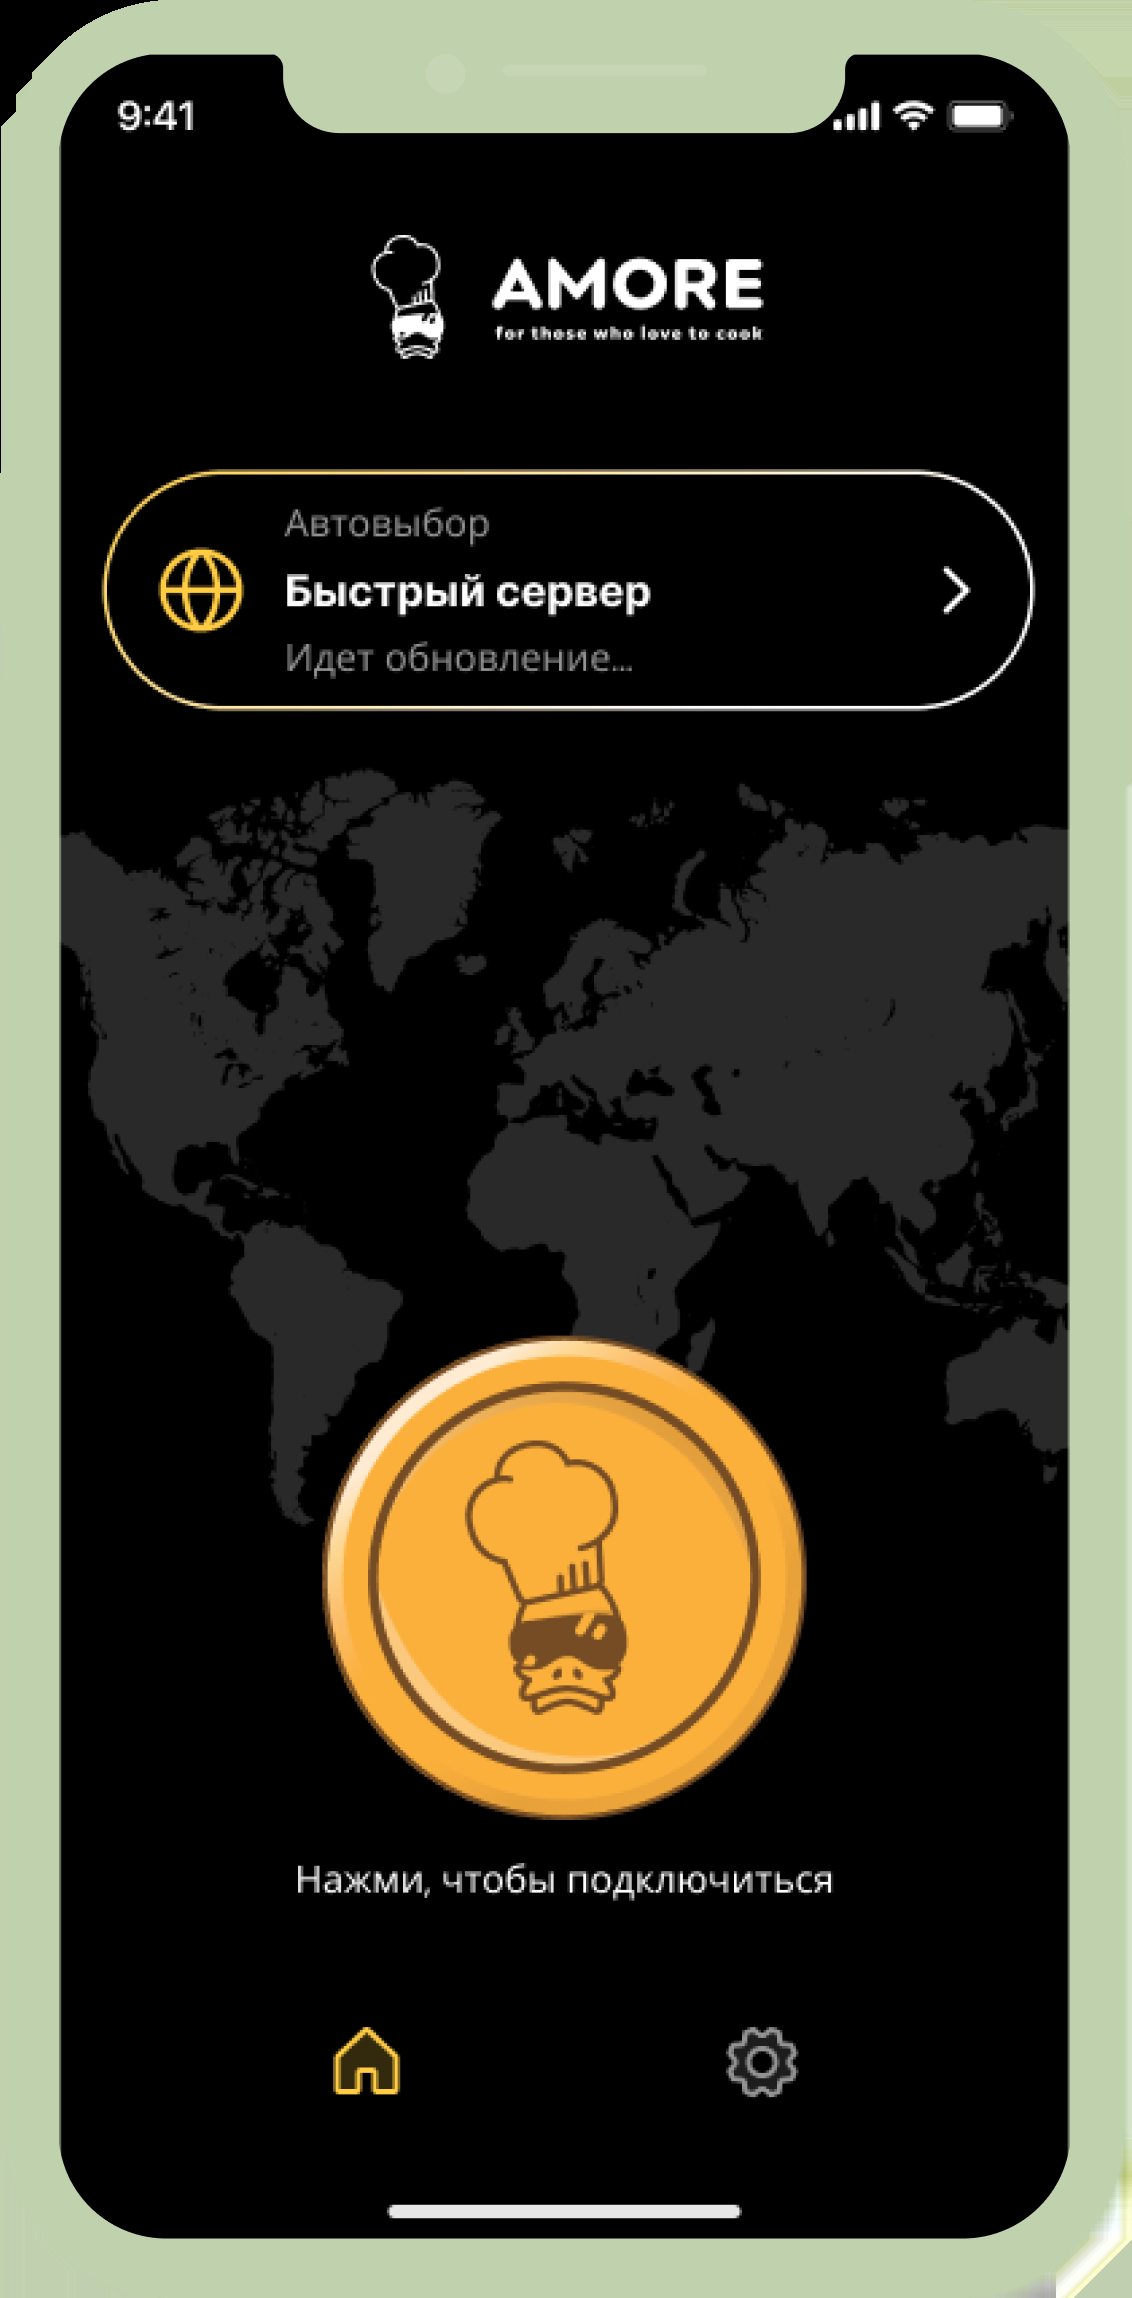 9:41
AMORE
for those who love to cook
Автовыбор
Быстрый сервер
Идет обновление...
Нажми, чтобы подключиться